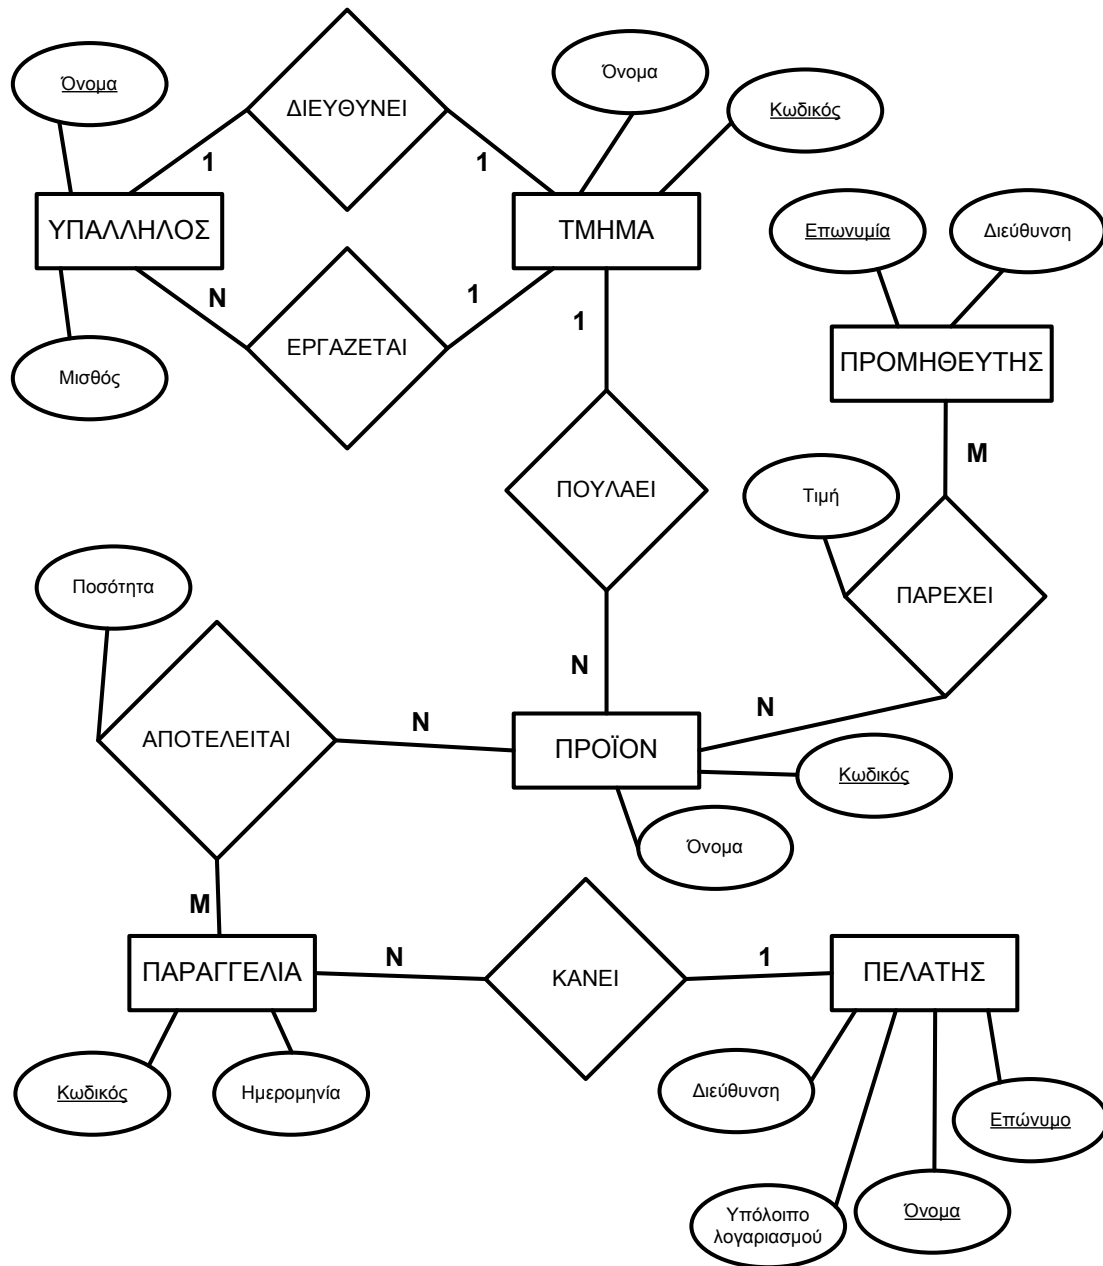 Όνομα
ΔΙΕΥΘΥΝΕΙ
Όνομα
Κωδικός
1
1
ΥΠΑΛΛΗΛΟΣ
ΤΜΗΜΑ
Επωνυμία
Διεύθυνση
N
1
1
ΕΡΓΑΖΕΤΑΙ
Μισθός
ΠΡΟΜΗΘΕΥΤΗΣ
M
ΠΟΥΛΑΕΙ
Τιμή
Ποσότητα
ΠΑΡΕΧΕΙ
N
N
N
ΑΠΟΤΕΛΕΙΤΑΙ
ΠΡΟΪΟΝ
Κωδικός
Όνομα
M
N
1
ΠΑΡΑΓΓΕΛΙΑ
ΚΑΝΕΙ
ΠΕΛΑΤΗΣ
Κωδικός
Ημερομηνία
Διεύθυνση
Επώνυμο
Υπόλοιπο
λογαριασμού
Όνομα